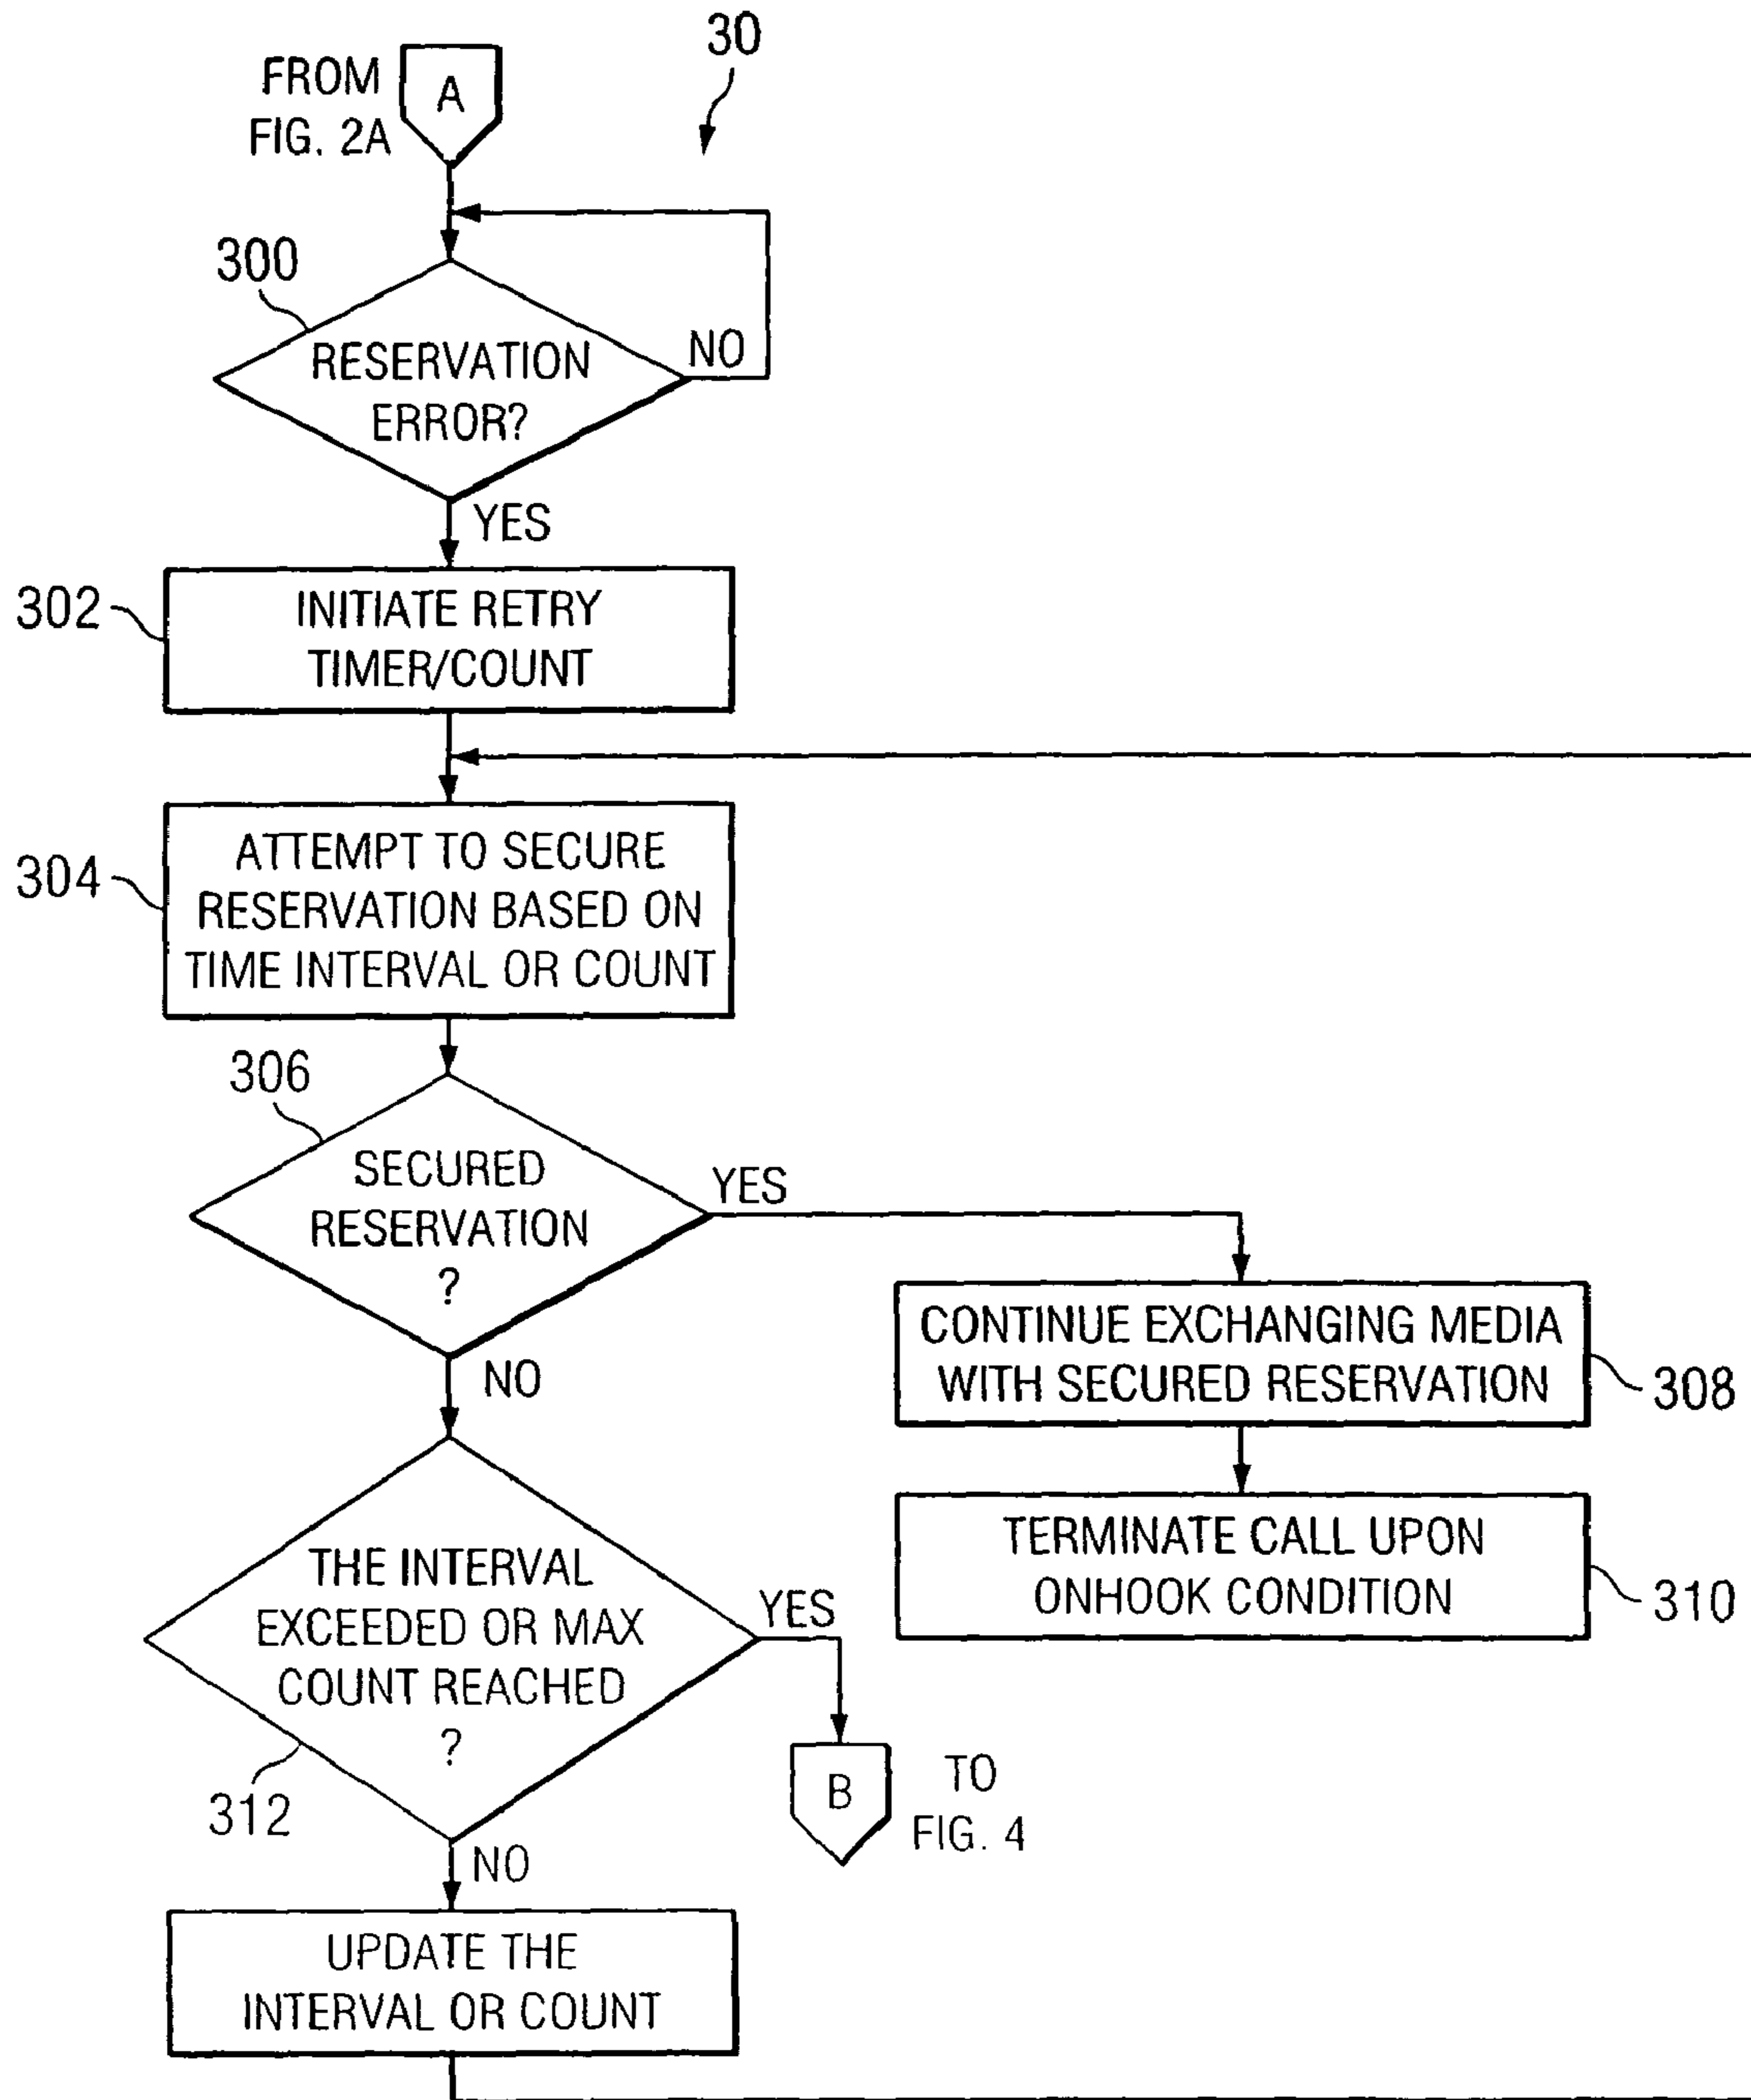 30
FROM
FIG. 2A
A
300
RESERVATION
ERROR?
NO
YES
302
INITIATE RETRY
TIMER/COUNT
304
ATTEMPT TO SECURE
RESERVATION BASED ON
TIME INTERVAL OR COUNT
306
SECURED
RESERVATION
?
YES
NO
CONTINUE EXCHANGING MEDIA
WITH SECURED RESERVATION
308
TERMINATE CALL UPON
ONHOOK CONDITION
310
THE INTERVAL
EXCEEDED OR MAX
COUNT REACHED
?
312
YES
B
TO
FIG. 4
NO
UPDATE THE
INTERVAL OR COUNT